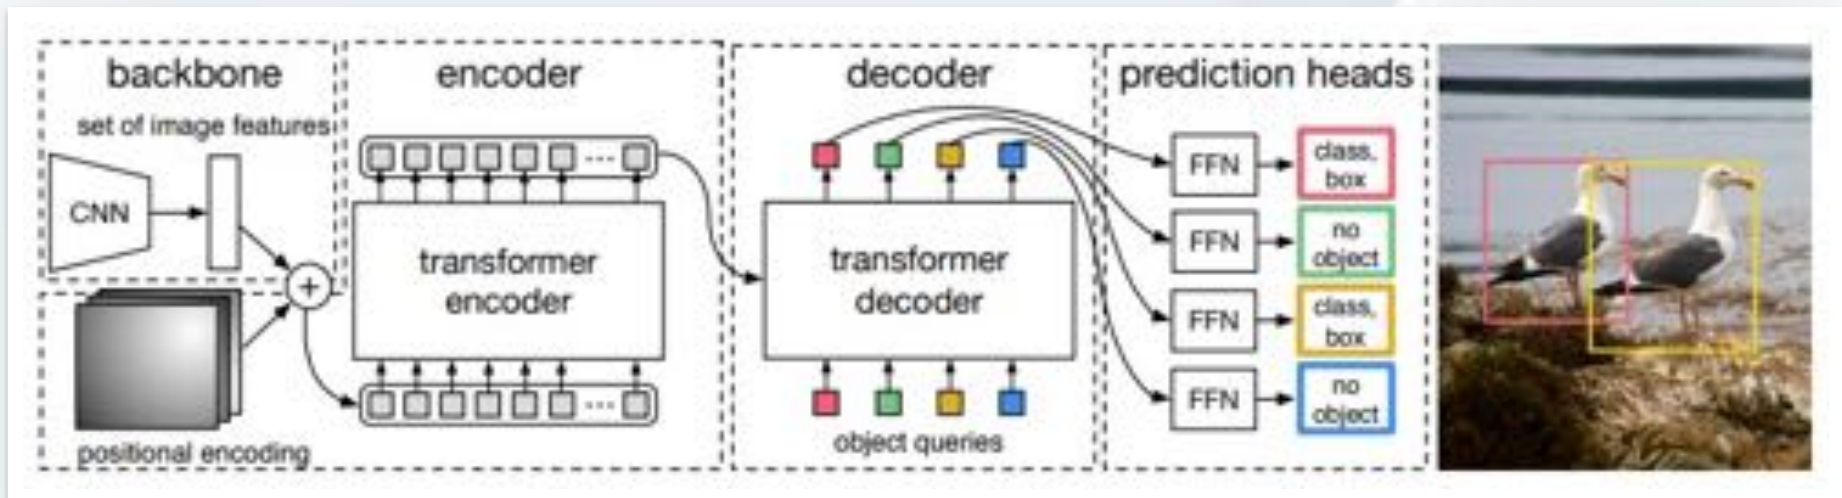 backbone
set of image features
CNN
+
positional encoding
encoder
transformer
encoder
...
...
decoder
transformer
decoder
object queries
prediction heads
FFN
class,
box
FFN
no
object
FFN
class,
box
FFN
no
object